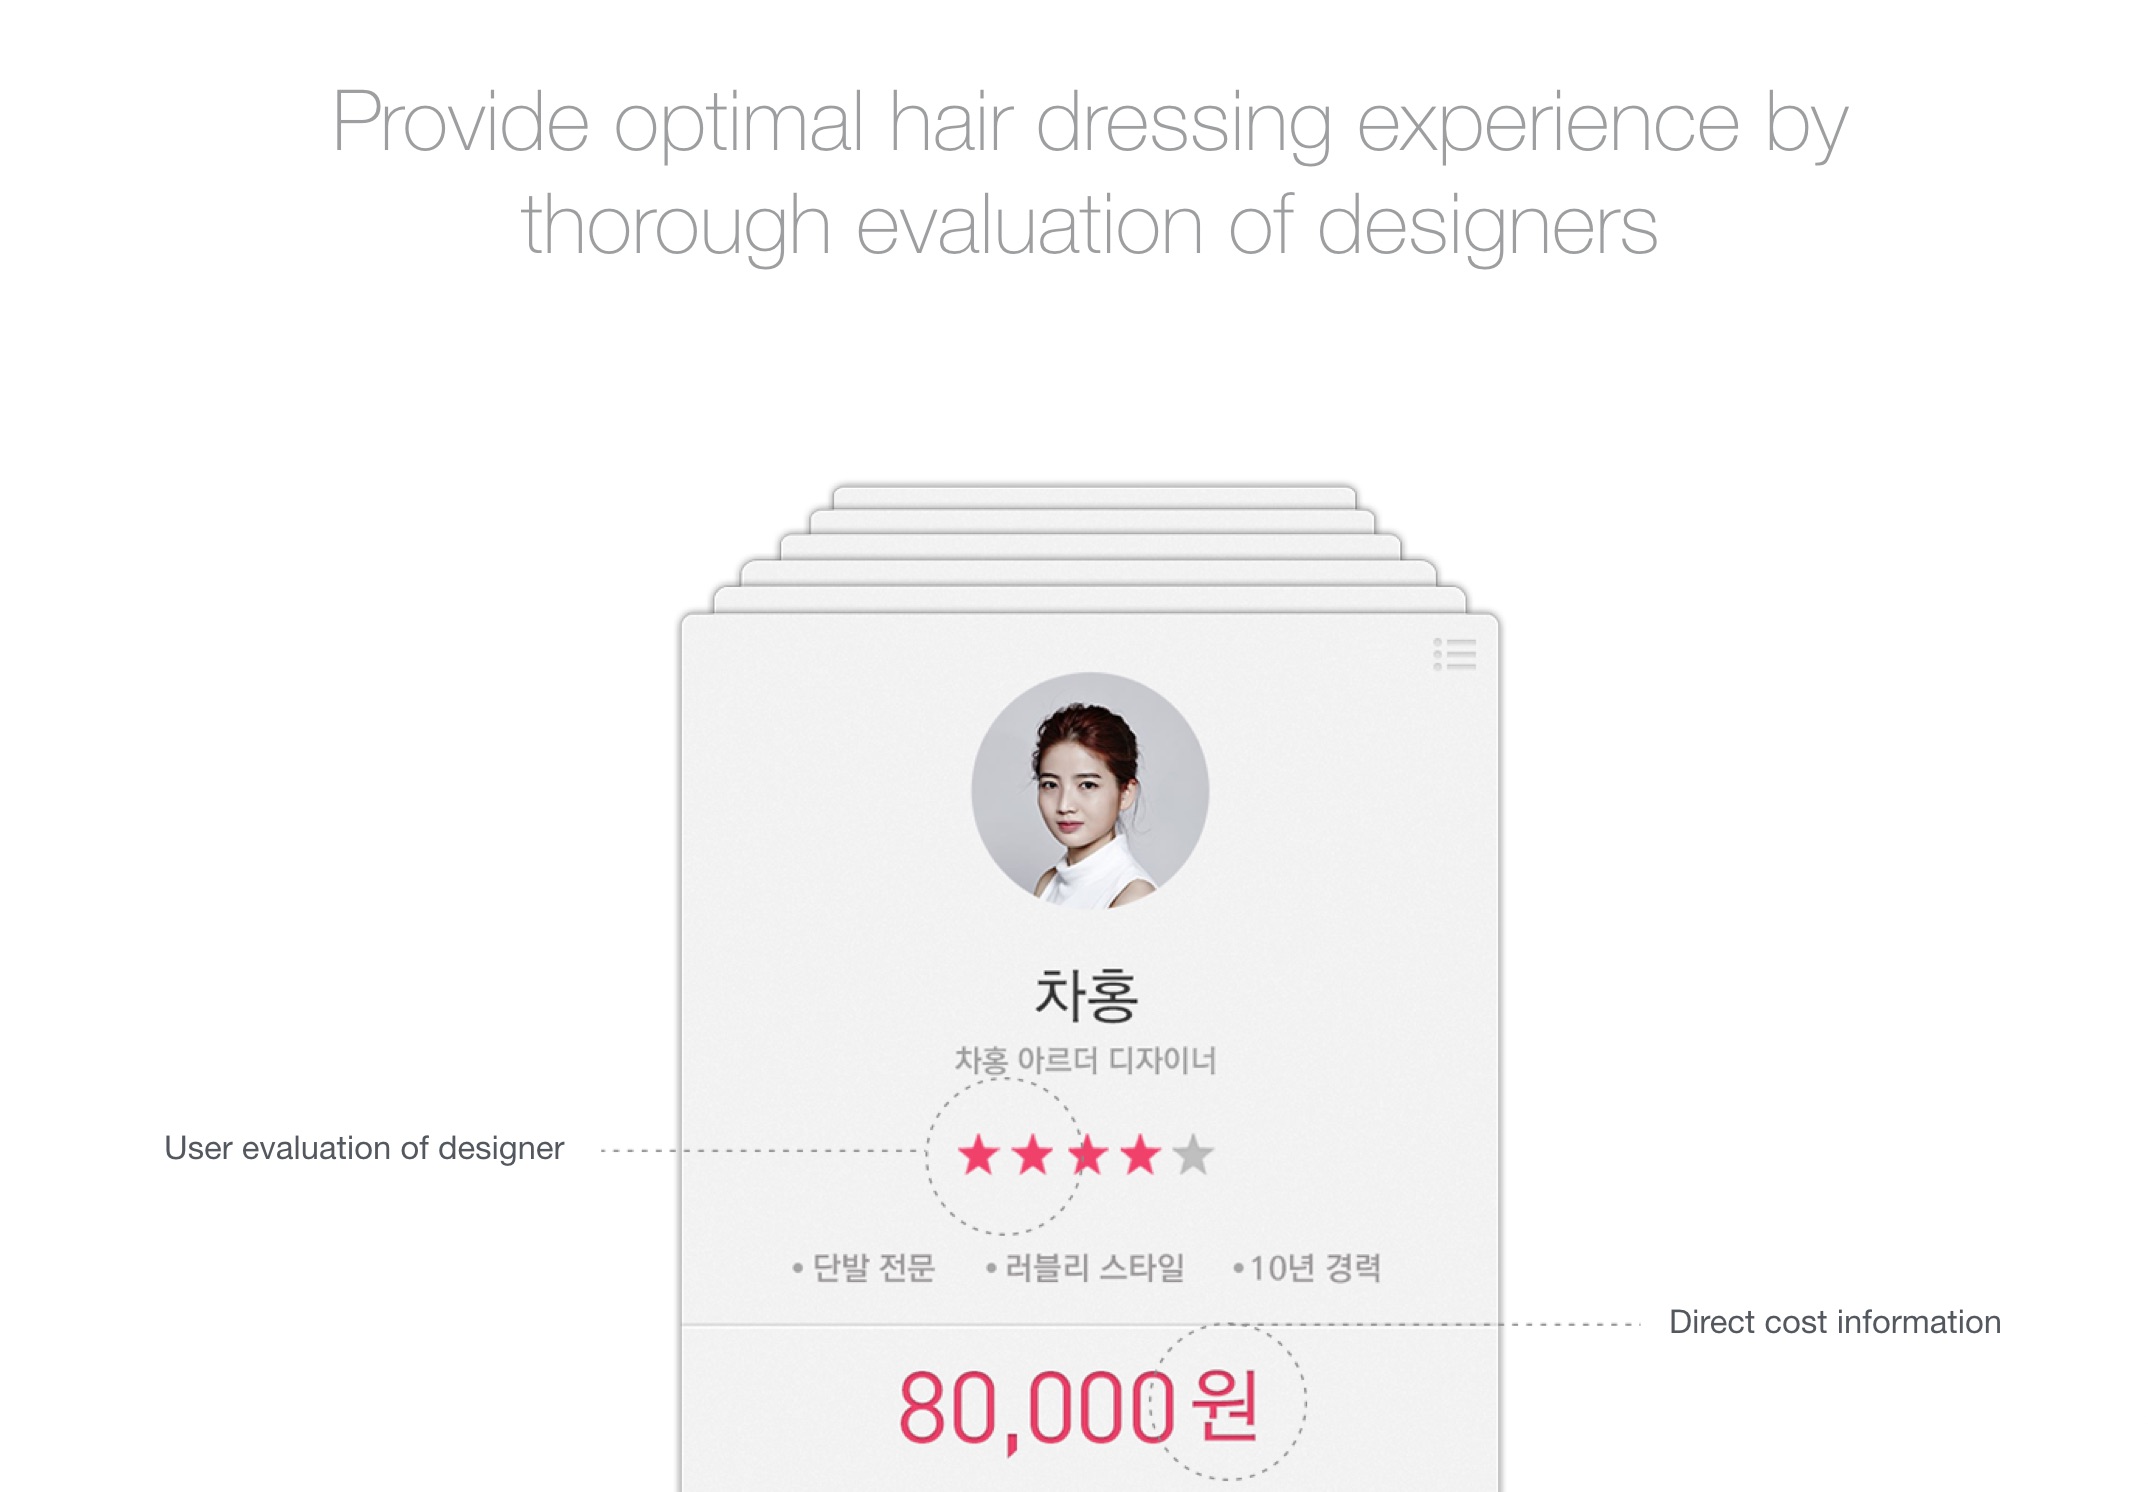 Provide optimal hair dressing experience by
thorough evaluation of designers
차홍
차홍 아르더 디자이너
User evaluation of designer
• 단발 전문 • 러블리 스타일 • 10년 경력
Direct cost information
80,000 원